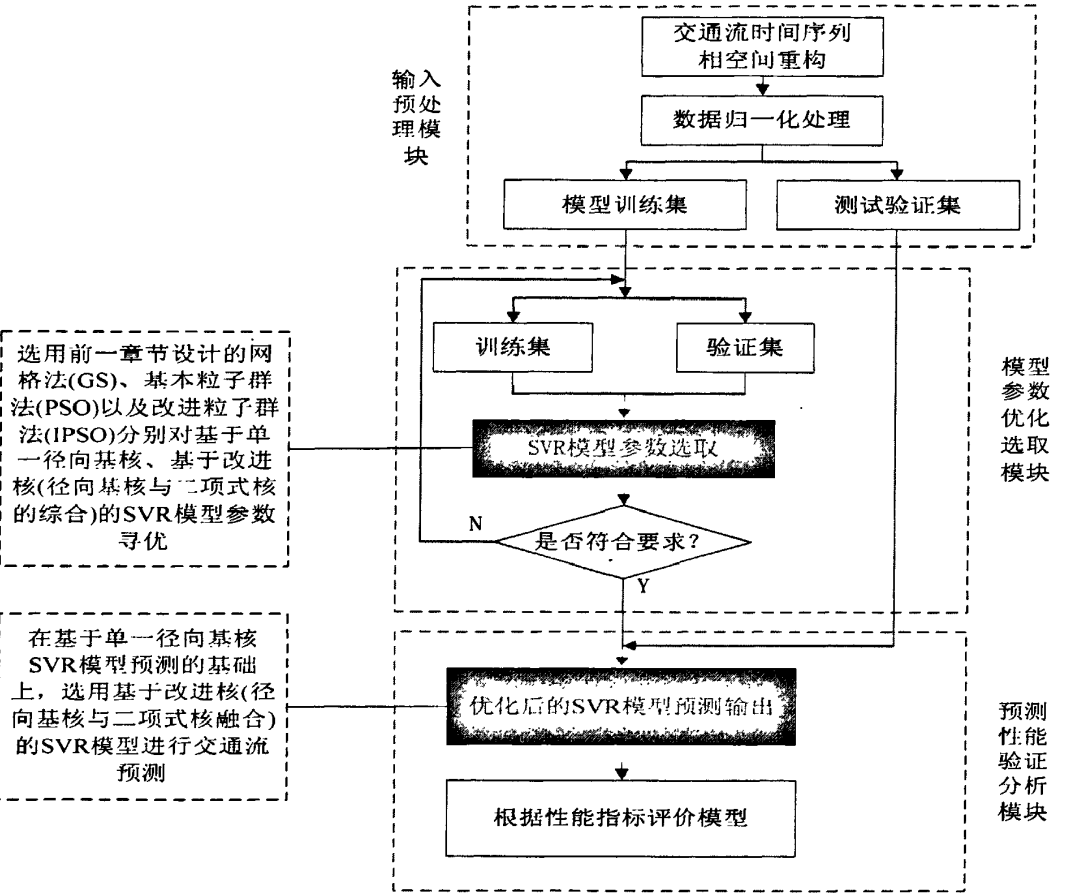 交通流时间序列
相空间重构
输入
预处
理模
块
数据归一化处理
模型训练集
测试验证集
训练集
验证集
模型
参数
优化
选取
模块
选用前一章节设计的网
格法(GS)、基本粒子群
法(PSO)以及改进粒子群
法(IPSO)分别对基于单
一径向基核、基于改进
核(径向基核与二项式核
的综合)的SVR模型参数
寻优
SVR模型参数选取
N
是否符合要求?
Y
在基于单一径向基核
SVR模型预测的基础
上，选用基于改进核(径
向基核与二项式核融合)
的SVR模型进行交通流
预测
优化后的SVR模型预测输出
预测
性能
验证
分析
模块
根据性能指标评价模型